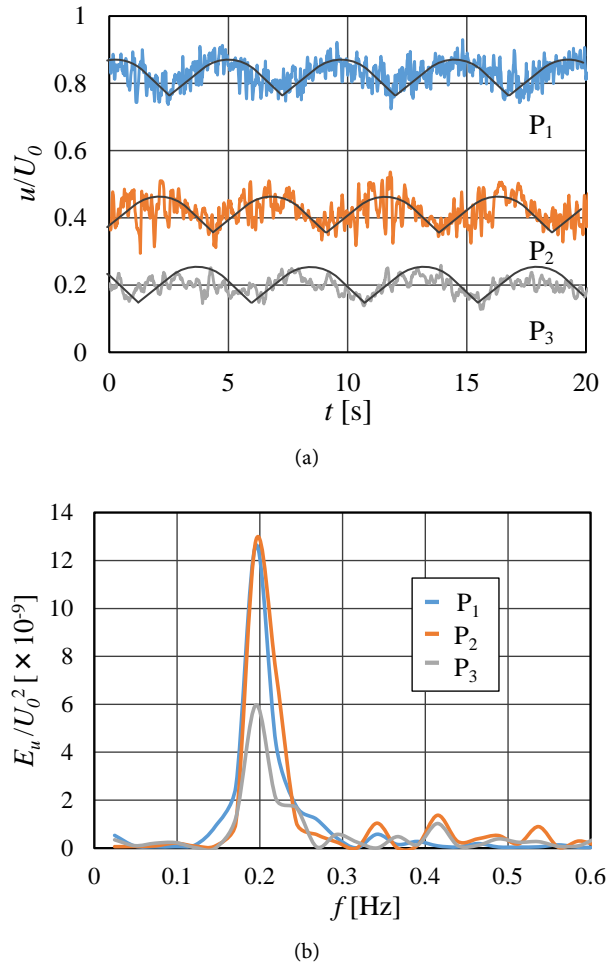 1
0.8
0.6
0.4
0.2
0
u/U₀
P₁
P₂
P₃
0 5 10 15 20
t [s]
(a)
14
12
10
8
6
4
2
0
E_u/U₀² [× 10⁻⁹]
P₁
P₂
P₃
0 0.1 0.2 0.3 0.4 0.5 0.6
f [Hz]
(b)